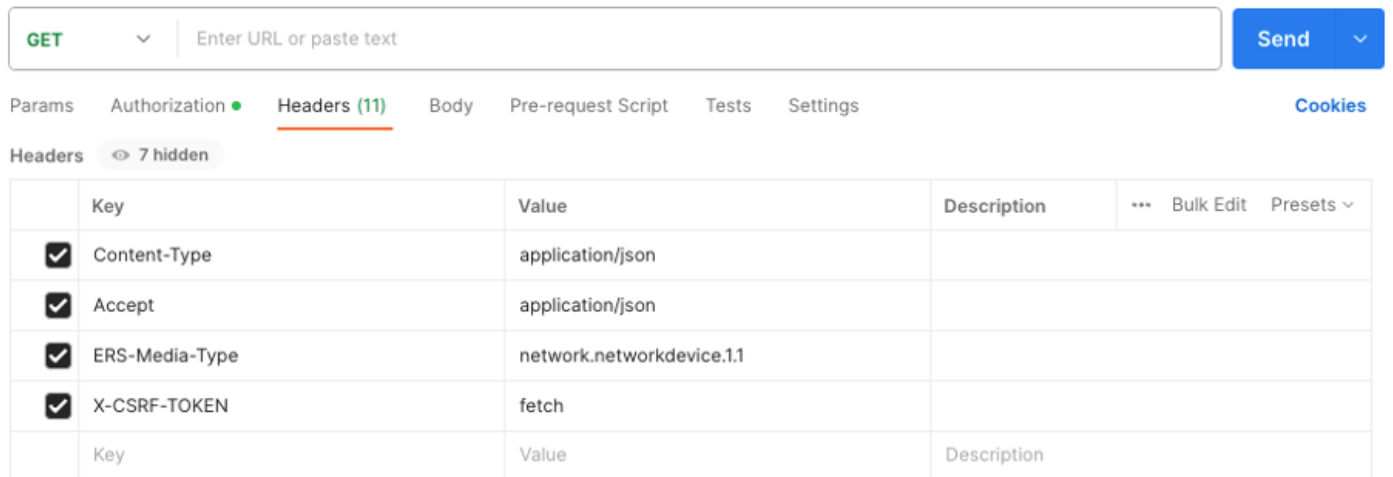 GET Enter URL or paste text Send
Params Authorization Headers (11) Body Pre-request Script Tests Settings Cookies
Headers 7 hidden
Key Value Description ••• Bulk Edit Presets
Content-Type application/json
Accept application/json
ERS-Media-Type network.networkdevice.1.1
X-CSRF-TOKEN fetch
Key Value Description